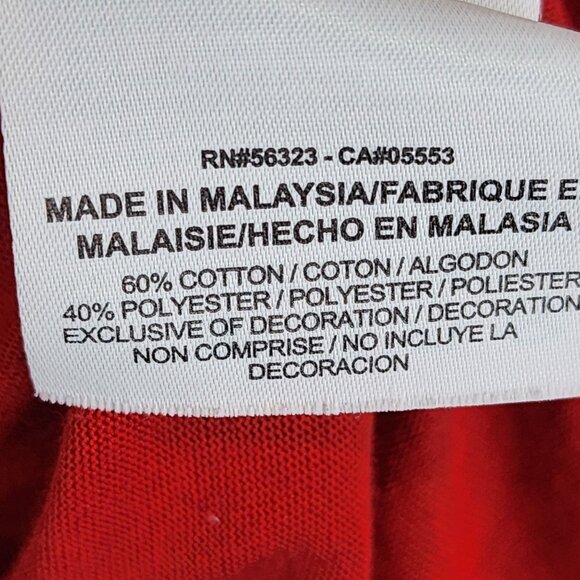 RN#56323 - CA#05553
MADE IN MALAYSIA/FABRIQUE E
MALAISIE/HECHO EN MALASIA
60% COTTON / COTON / ALGODON
40% POLYESTER / POLYESTER / POLIESTER
EXCLUSIVE OF DECORATION / DECORATION
NON COMPRISE / NO INCLUYE LA
DECORACION